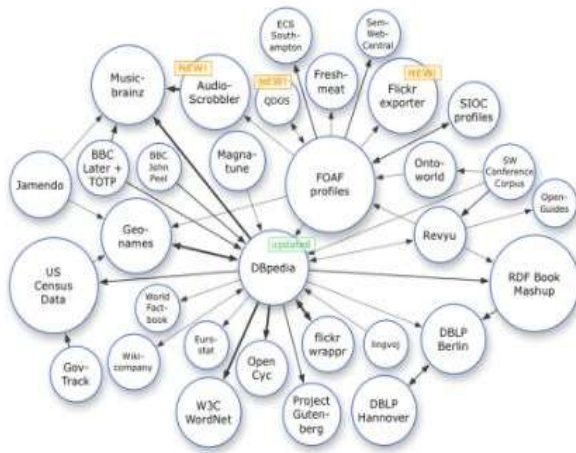 ECS
South-
ampton
Sem-
Web-
Central
NEW!
Music-
brainz
Audio-
Scrobbler
NEW!
QDOS
Fresh-
meat
NEW!
Flickr
exporter
SIOC
profiles
BBC
Later +
TOTP
BBC
John
Peel
Magna-
tune
FOAF
profiles
Onto-
world
SW
Conference
Corpus
Jamendo
Open-
Guides
Geo-
names
Revyu
updated
DBpedia
US
Census
Data
RDF Book
Mashup
World
Fact-
book
Wiki-
company
Euro-
stat
flickr
wrappr
lingvoj
DBLP
Berlin
Gov-
Track
Open
Cyc
W3C
WordNet
Project
Guten-
berg
DBLP
Hannover